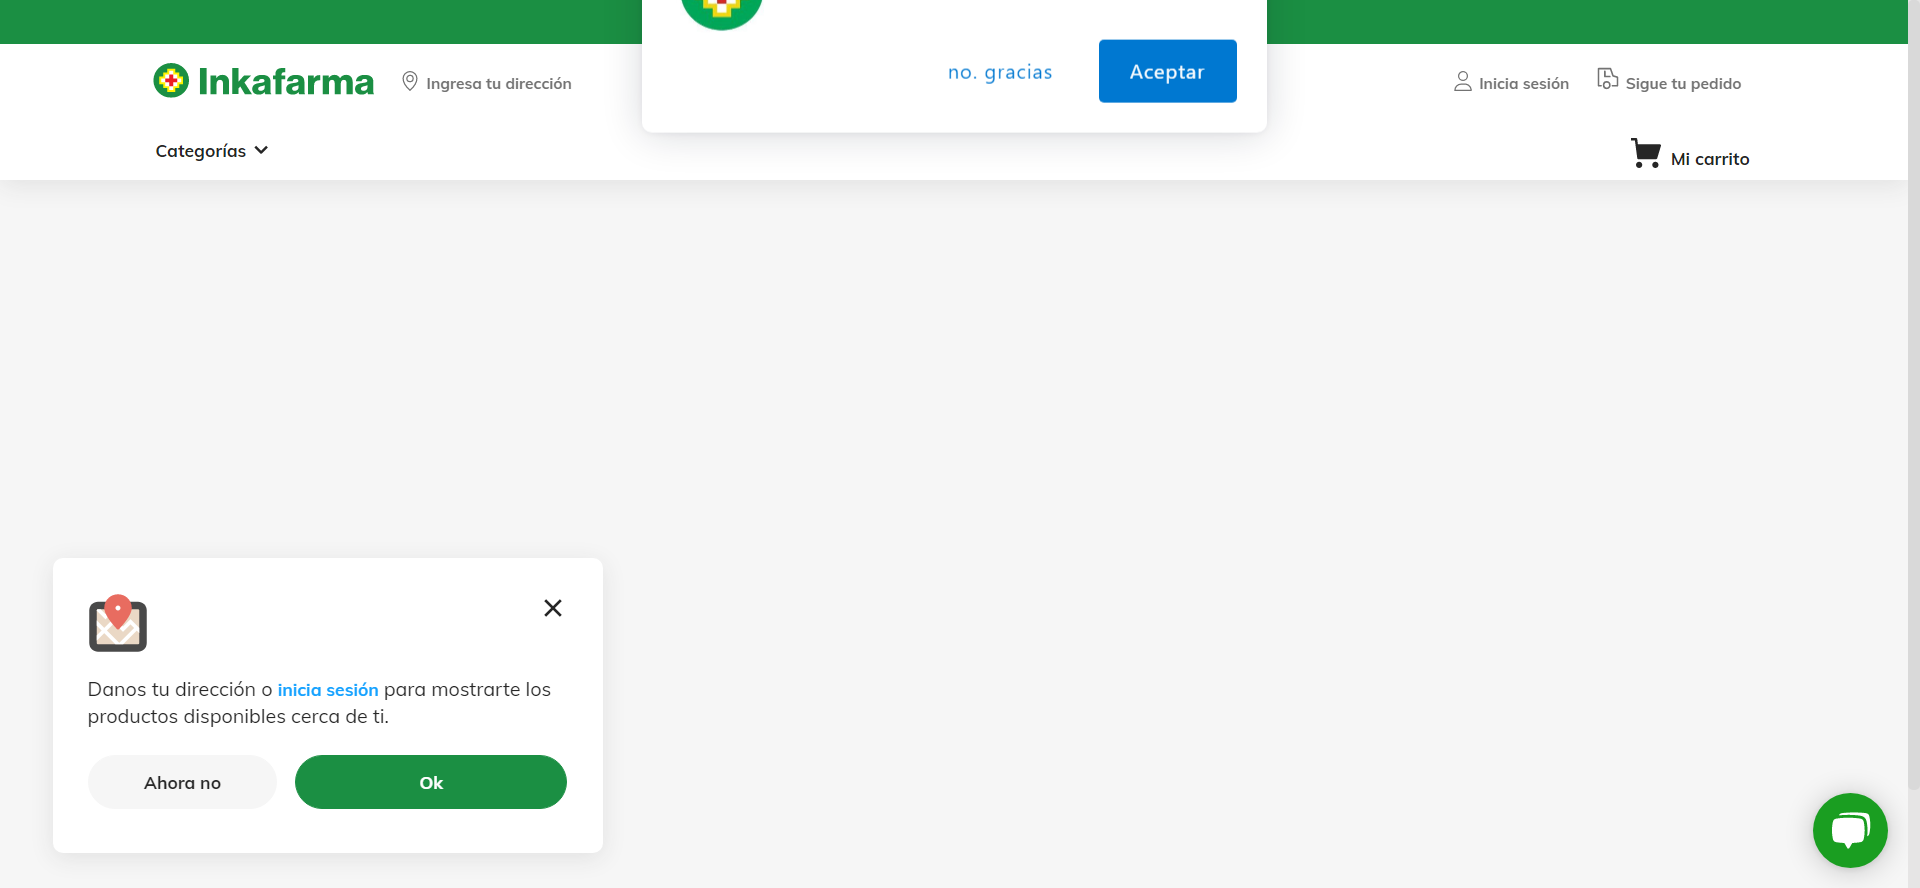 no. gracias
Aceptar
Inkafarma
Ingresa tu dirección
Inicia sesión
Sigue tu pedido
Categorías
Mi carrito
Danos tu dirección o inicia sesión para mostrarte los
productos disponibles cerca de ti.
Ahora no
Ok